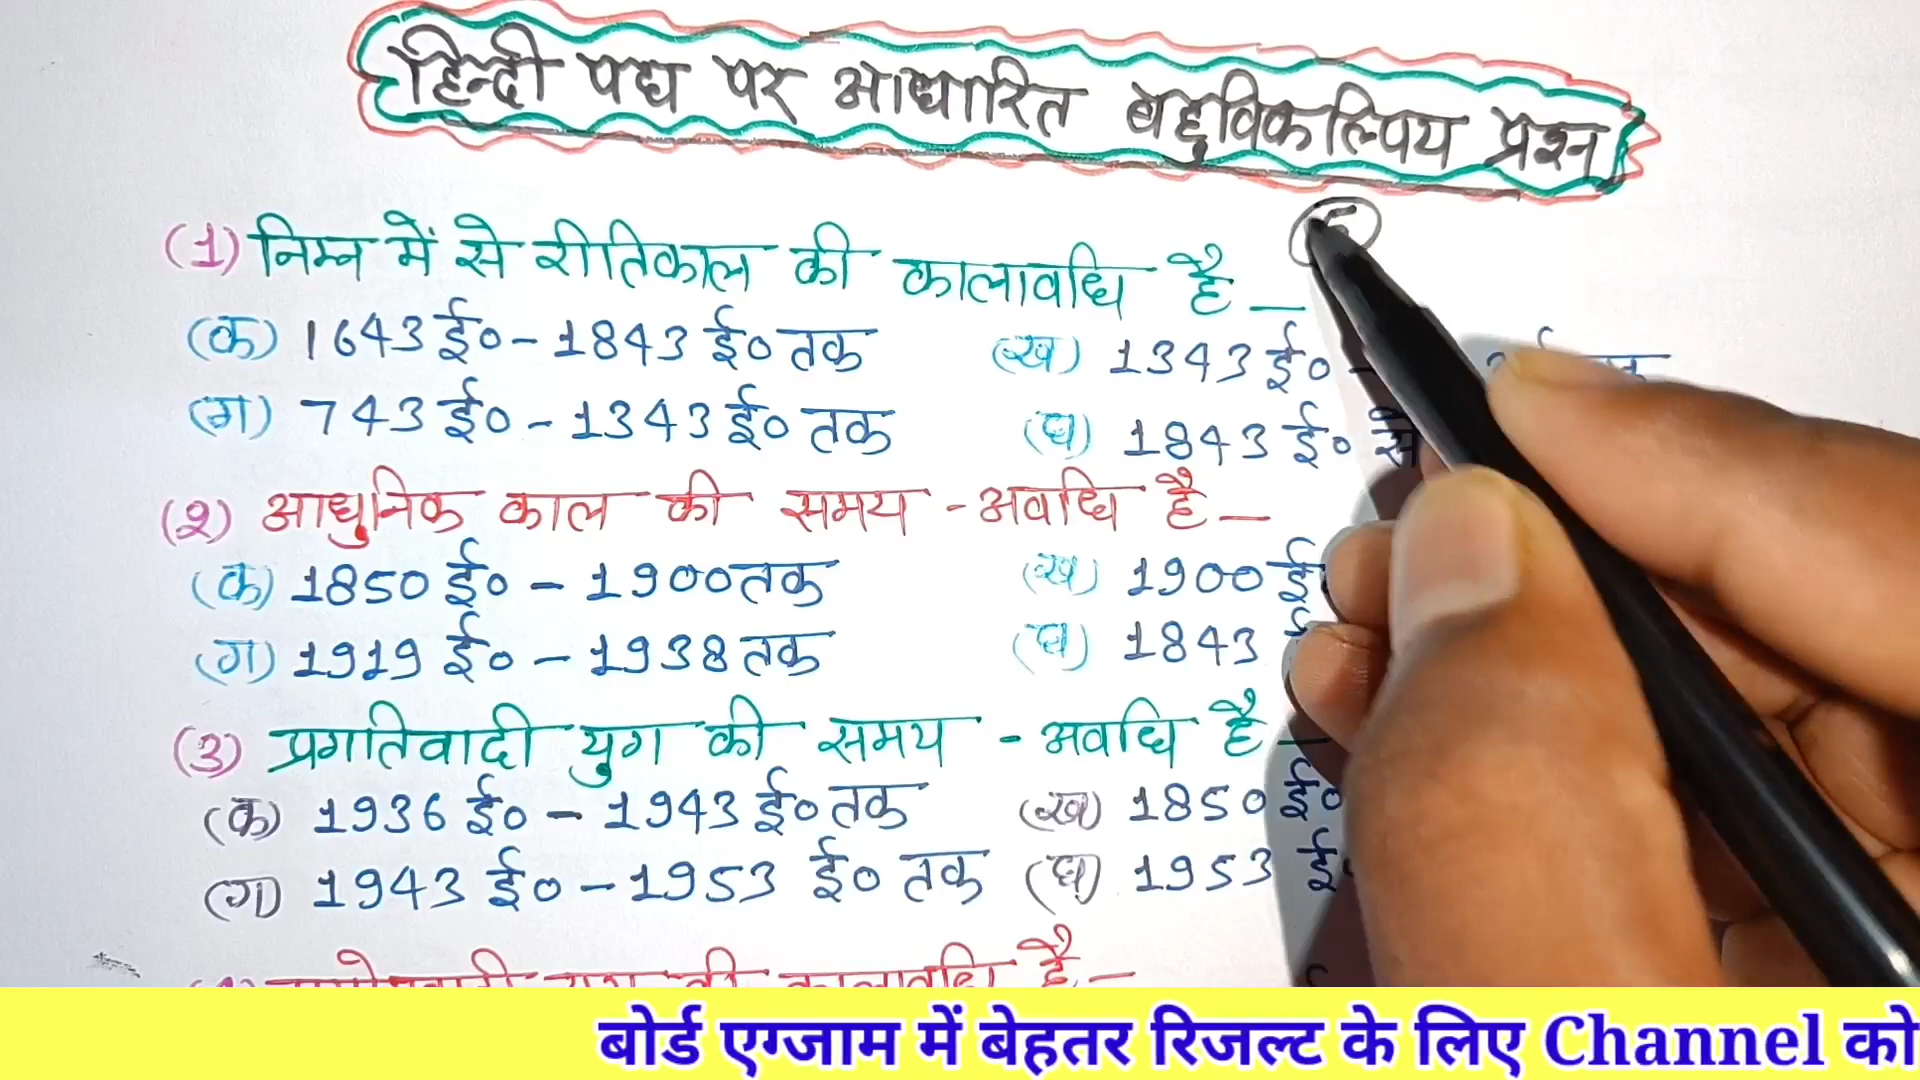 हिन्दी पद्य पर आधारित बहुविकल्पिय प्रश्न
(1) निम्न में से रीतिकाल की कालावधि है –
(क) 1643 ई० – 1843 ई० तक (ख) 1343 ई० –
(ग) 743 ई० – 1343 ई० तक (घ) 1843 ई० से
(2) आधुनिक काल की समय - अवधि है –
(क) 1850 ई० – 1900 तक (ख) 1900 ई०
(ग) 1919 ई० – 1938 तक (घ) 1843
(3) प्रगतिवादी युग की समय - अवधि है –
(क) 1936 ई० – 1943 ई० तक (ख) 1850 ई०
(ग) 1943 ई० – 1953 ई० तक (घ) 1953 ई०
कालावधि है –
बोर्ड एग्जाम में बेहतर रिजल्ट के लिए Channel को